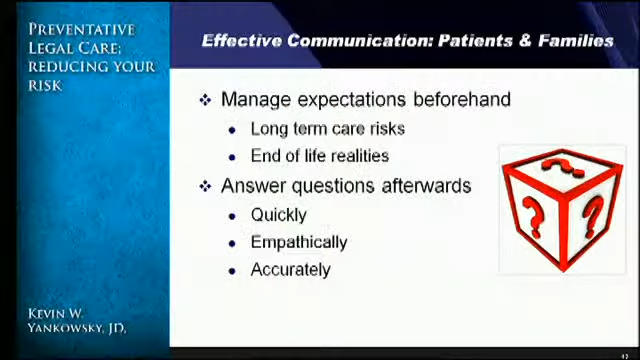 PREVENTATIVE
LEGAL CARE:
REDUCING YOUR
RISK
Effective Communication: Patients & Families
❖ Manage expectations beforehand
• Long term care risks
• End of life realities
❖ Answer questions afterwards
• Quickly
• Empathically
• Accurately
? ? ?
KEVIN W.
YANKOWSKY, JD,